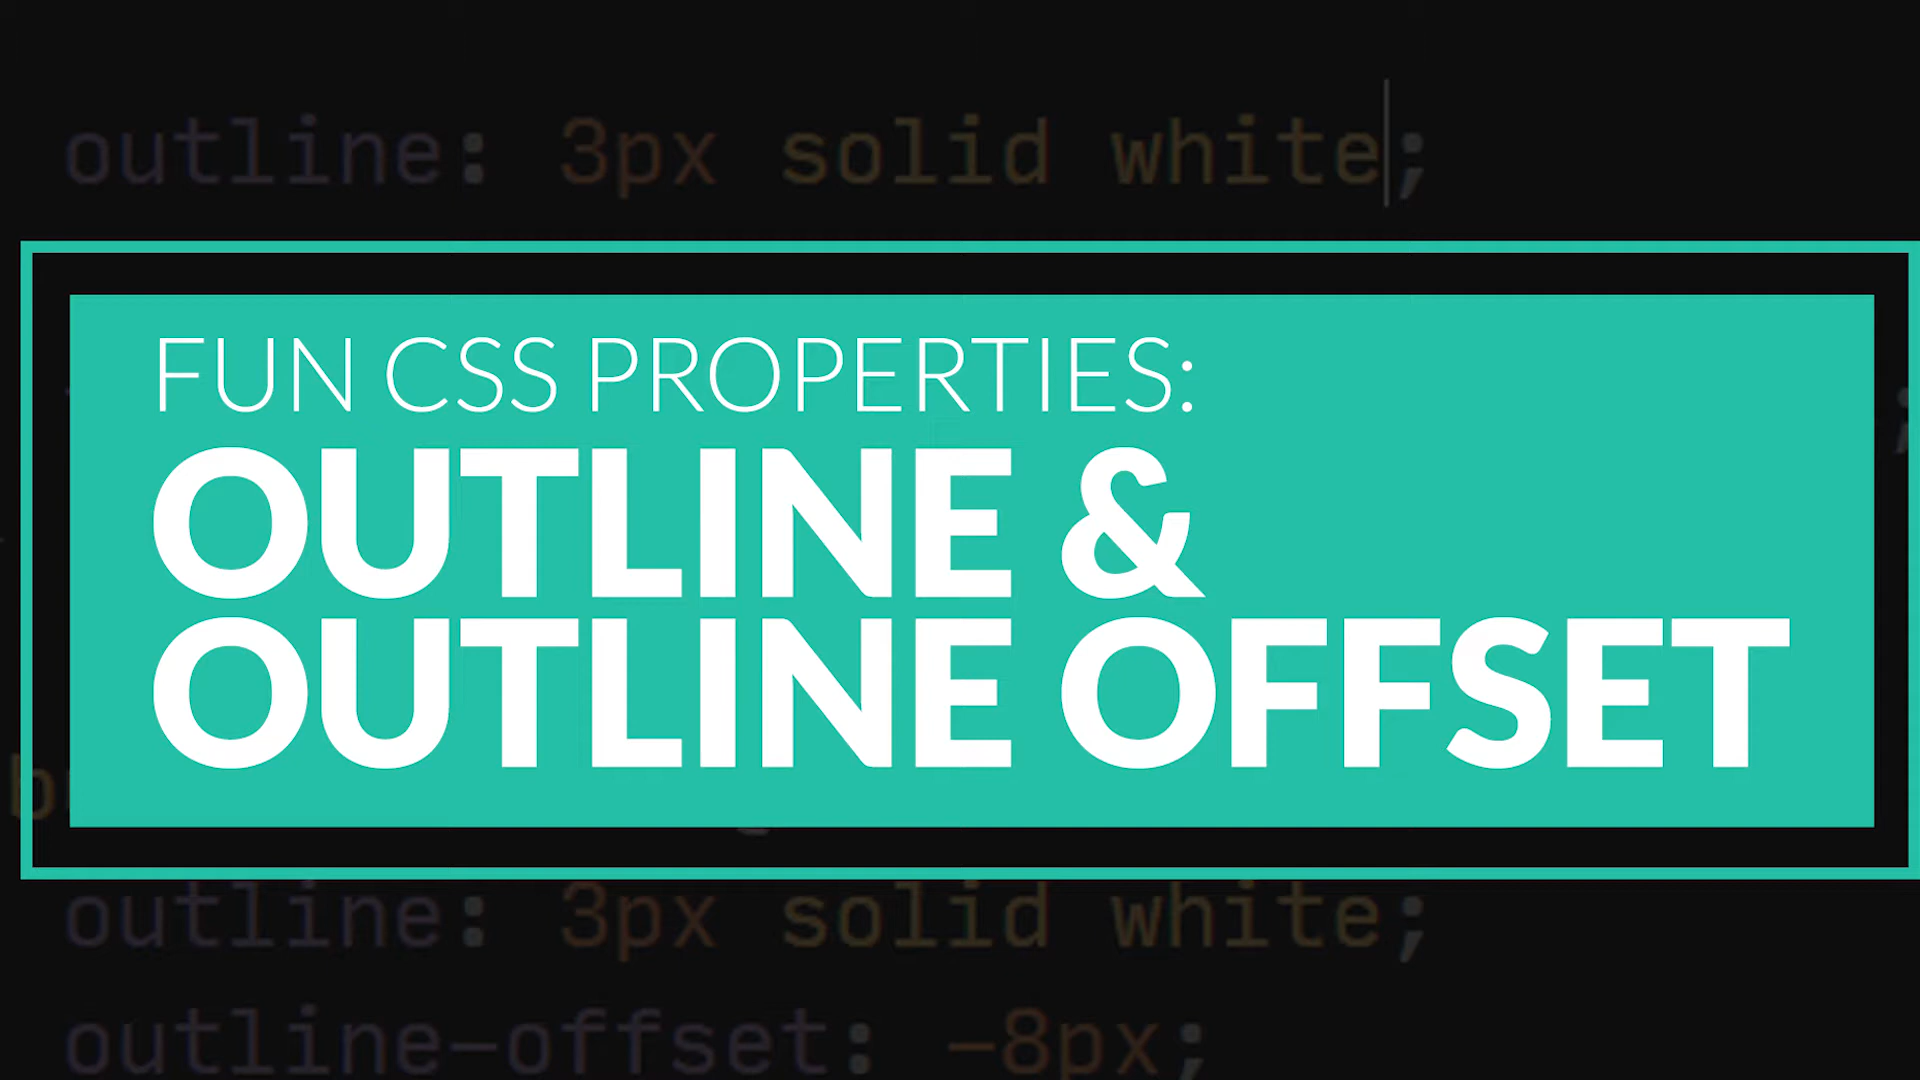 outline: 3px solid white;
FUN CSS PROPERTIES:
OUTLINE &
OUTLINE OFFSET
outline: 3px solid white;
outline-offset: -8px;